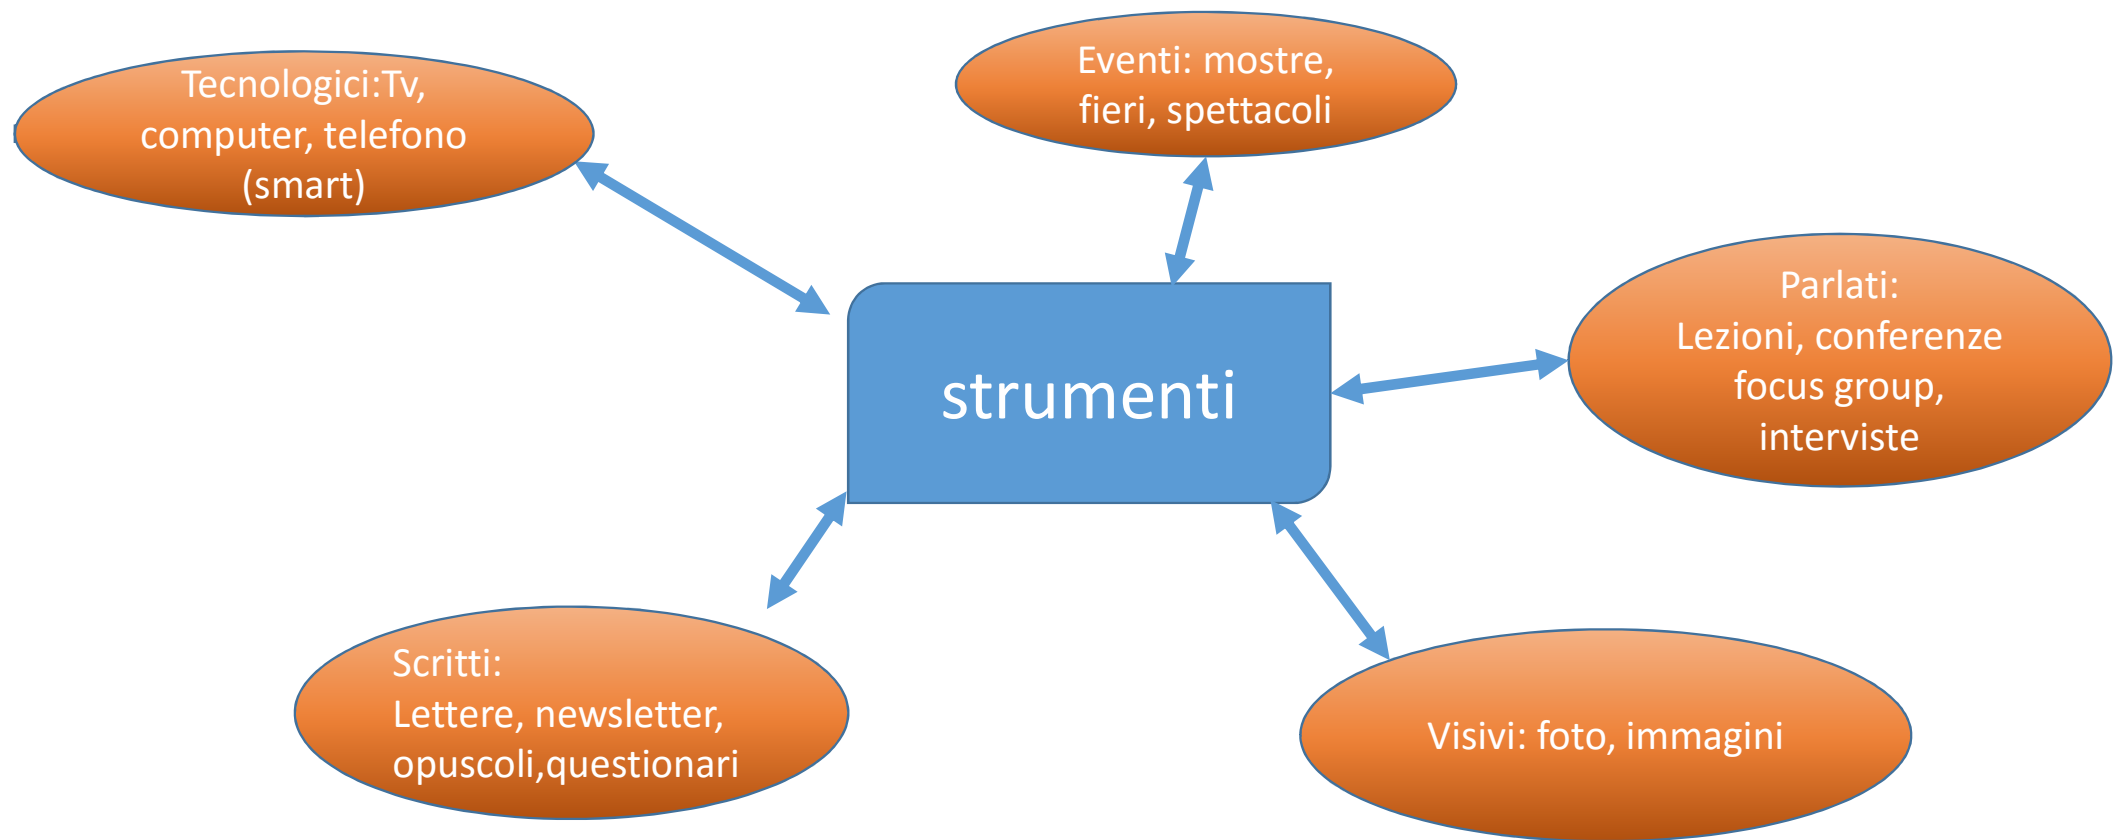 Tecnologici:Tv,
computer, telefono
(smart)
Eventi: mostre,
fieri, spettacoli
Parlati:
Lezioni, conferenze
focus group,
interviste
strumenti
Scritti:
Lettere, newsletter,
opuscoli,questionari
Visivi: foto, immagini